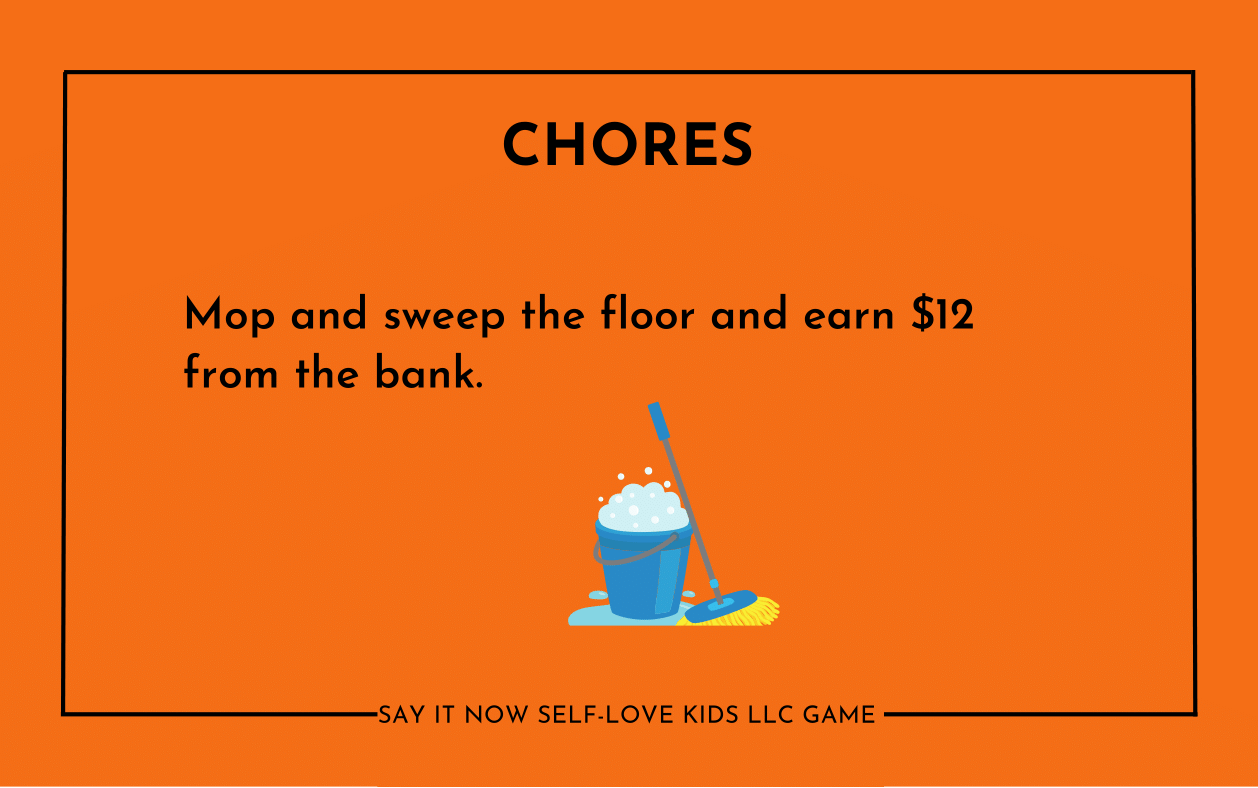 CHORES
Mop and sweep the floor and earn $12
from the bank.
SAY IT NOW SELF-LOVE KIDS LLC GAME